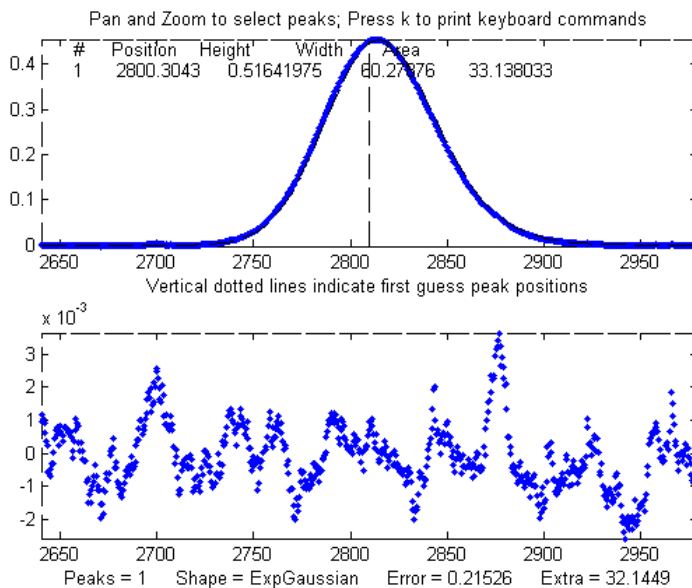 Pan and Zoom to select peaks; Press k to print keyboard commands
# Position Height Width Area
1 2800.3043 0.51641975 60.27876 33.138033
0.4
0.3
0.2
0.1
0
2650 2700 2750 2800 2850 2900 2950
Vertical dotted lines indicate first guess peak positions
x 10^-3
3
2
1
0
-1
-2
2650 2700 2750 2800 2850 2900 2950
Peaks = 1 Shape = ExpGaussian Error = 0.21526 Extra = 32.1449